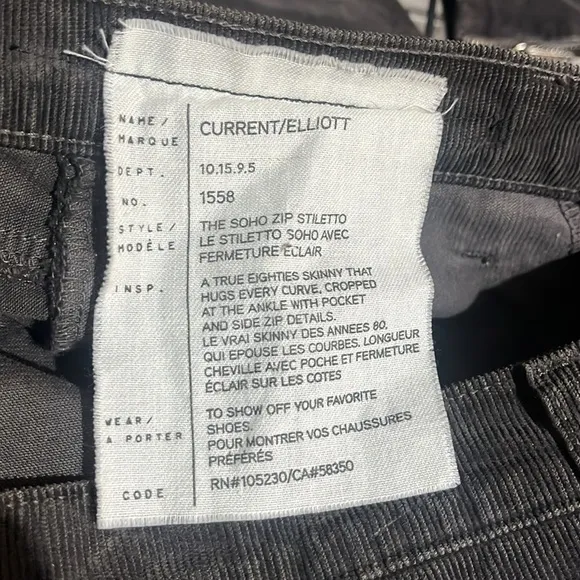 NAME / MARQUE CURRENT/ELLIOTT
DEPT. 10.15.9.5
NO. 1558
STYLE / MODÈLE THE SOHO ZIP STILETTO
LE STILETTO SOHO AVEC
FERMETURE ÉCLAIR
INSP. A TRUE EIGHTIES SKINNY THAT
HUGS EVERY CURVE, CROPPED
AT THE ANKLE WITH POCKET
AND SIDE ZIP DETAILS.
LE VRAI SKINNY DES ANNEES 80,
QUI EPOUSE LES COURBES. LONGUEUR
CHEVILLE AVEC POCHE ET FERMETURE
ÉCLAIR SUR LES COTES
WEAR / A PORTER TO SHOW OFF YOUR FAVORITE
SHOES.
POUR MONTRER VOS CHAUSSURES
PRÉFÉRÉS
CODE RN#105230/CA#58350